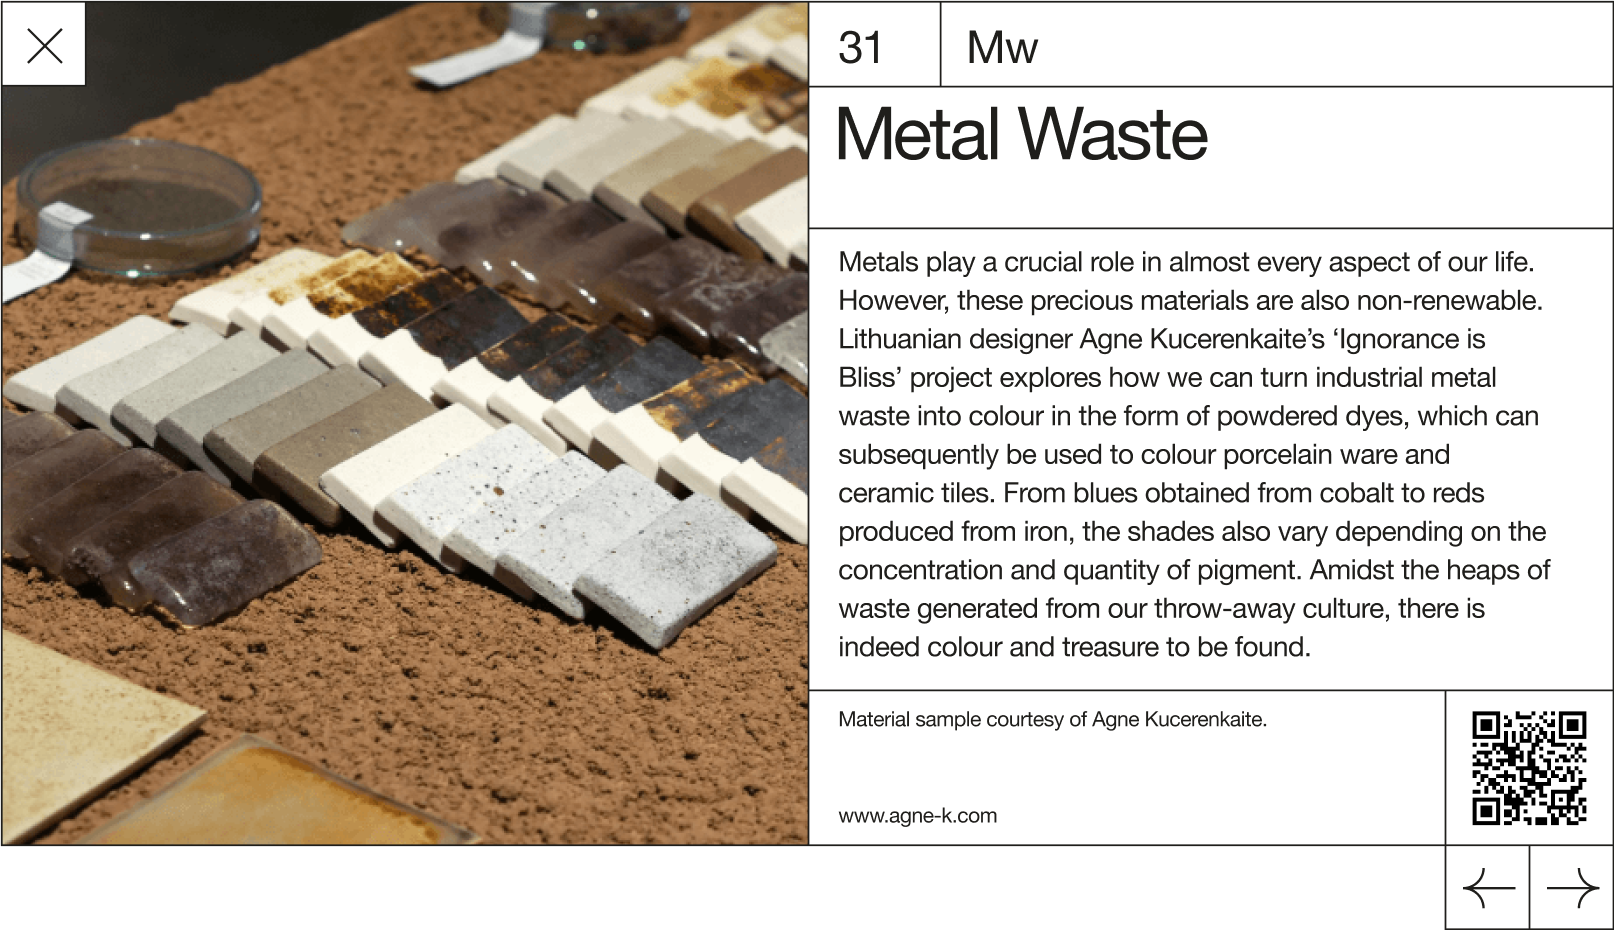 31
Mw
Metal Waste
Metals play a crucial role in almost every aspect of our life.
However, these precious materials are also non-renewable.
Lithuanian designer Agne Kucerenkaite’s ‘Ignorance is
Bliss’ project explores how we can turn industrial metal
waste into colour in the form of powdered dyes, which can
subsequently be used to colour porcelain ware and
ceramic tiles. From blues obtained from cobalt to reds
produced from iron, the shades also vary depending on the
concentration and quantity of pigment. Amidst the heaps of
waste generated from our throw-away culture, there is
indeed colour and treasure to be found.
Material sample courtesy of Agne Kucerenkaite.
www.agne-k.com